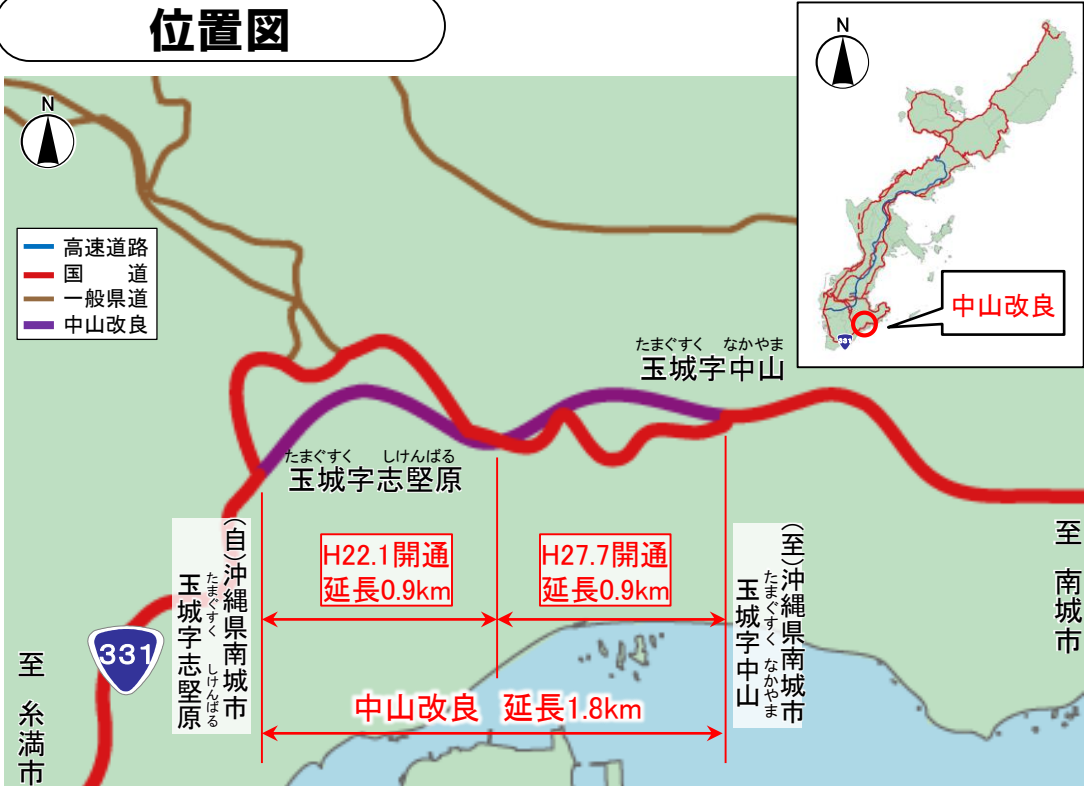 位置図
N
N
高速道路
国　道
一般県道
中山改良
中山改良
331
たまぐすく　なかやま
玉城字中山
たまぐすく　しけんばる
玉城字志堅原
(自)沖縄県南城市
たまぐすく　しけんばる
玉城字志堅原
H22.1開通
延長0.9km
H27.7開通
延長0.9km
(至)沖縄県南城市
たまぐすく　なかやま
玉城字中山
至　南城市
331
至　糸満市
中山改良　延長1.8km